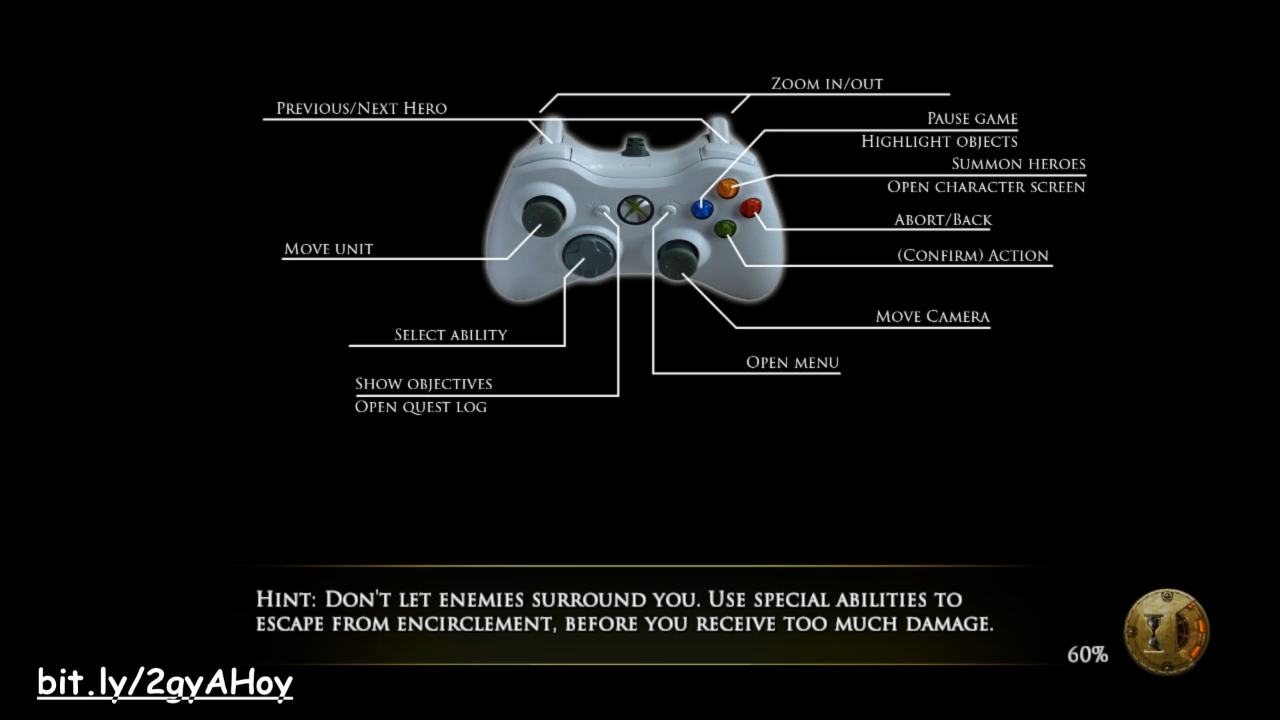 Zoom in/out
Previous/Next Hero
Pause game
Highlight objects
Summon heroes
Open character screen
Abort/Back
Move unit
(Confirm) Action
Move Camera
Select ability
Open menu
Show objectives
Open quest log
Hint: Don't let enemies surround you. Use special abilities to
escape from encirclement, before you receive too much damage.
60%
bit.ly/2gyAHoy